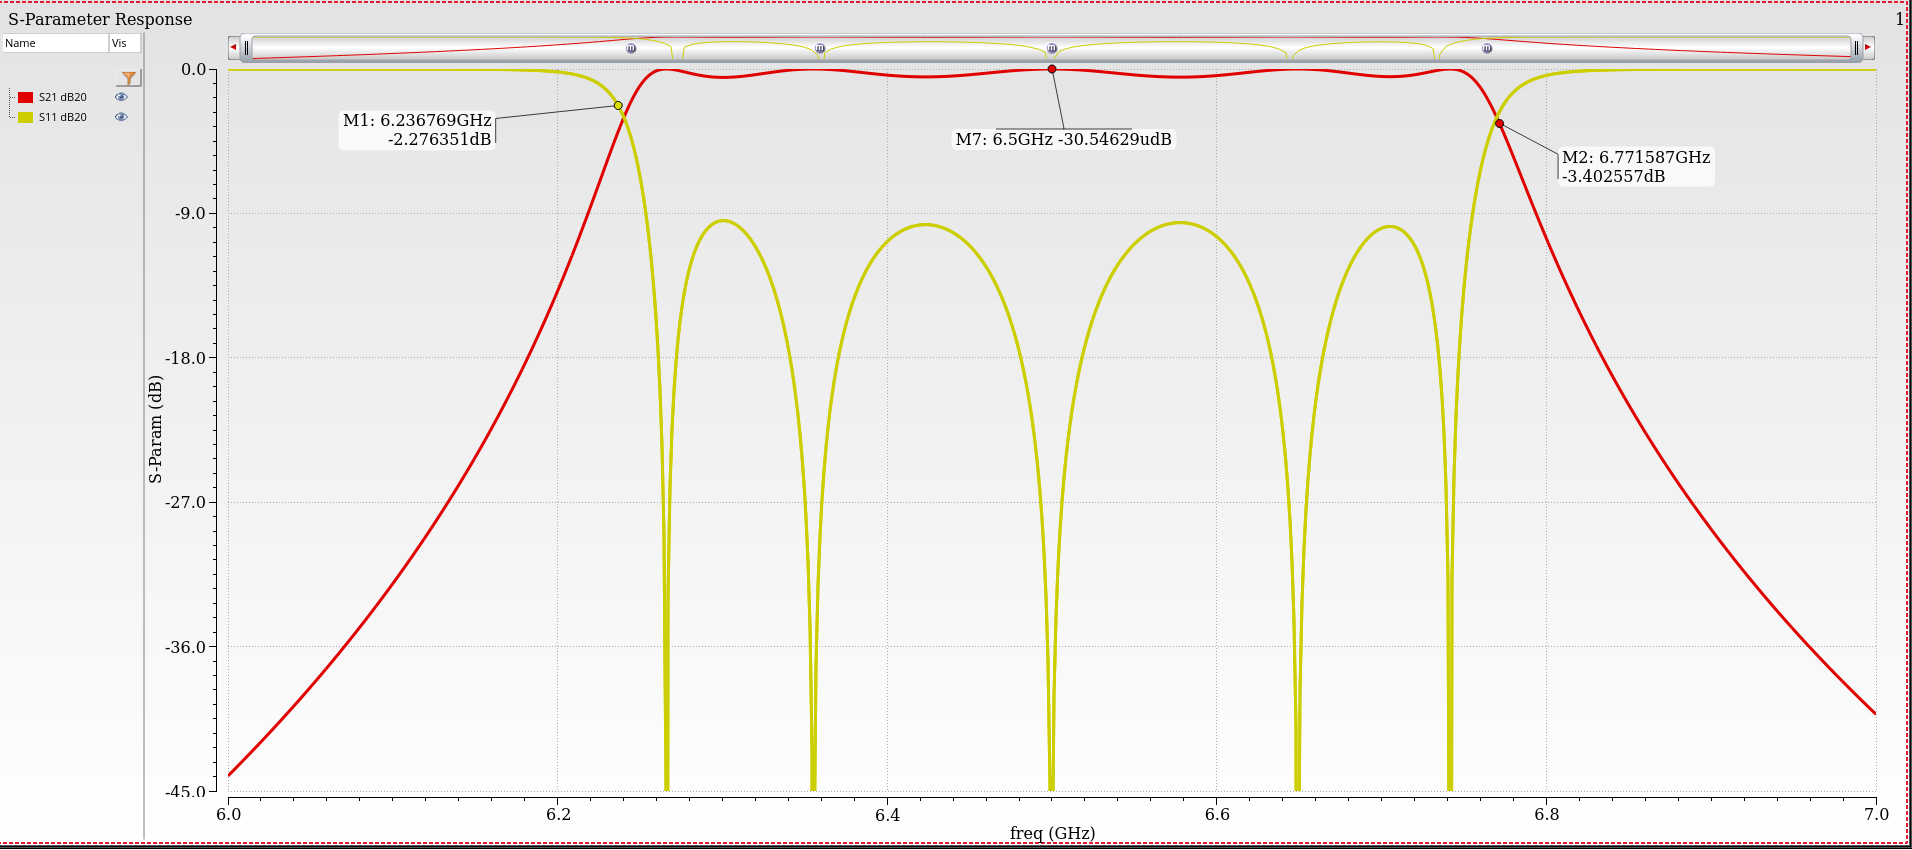 S-Parameter Response
1
Name Vis
S21 dB20
S11 dB20
m m m m
0.0
-9.0
-18.0
-27.0
-36.0
-45.0
S-Param (dB)
M1: 6.236769GHz
-2.276351dB
M7: 6.5GHz -30.54629udB
M2: 6.771587GHz
-3.402557dB
6.0 6.2 6.4 6.6 6.8 7.0
freq (GHz)